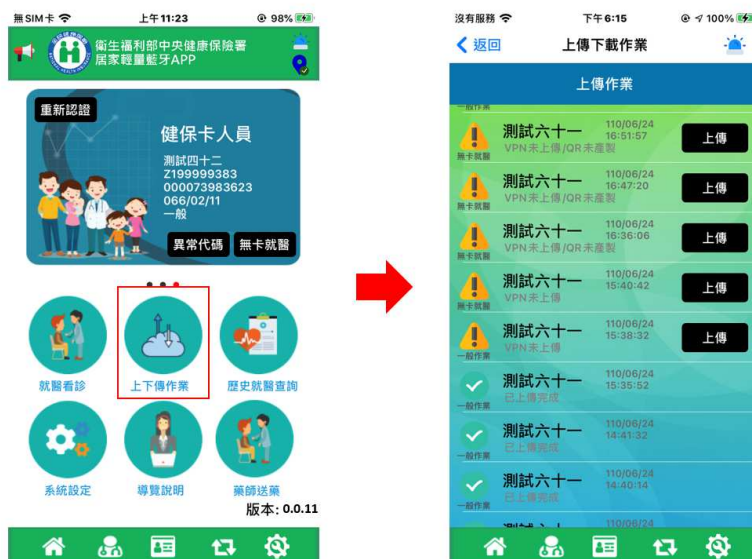 無SIM卡
上午11:23
98%
衛生福利部中央健康保險署
居家輕量藍牙APP
重新認證
健保卡人員
測試四十二
Z199999383
000073983623
066/02/11
一般
異常代碼
無卡就醫
就醫看診
上下傳作業
歷史就醫查詢
系統設定
導覽說明
藥師送藥
版本: 0.0.11
沒有服務
下午6:15
100%
返回
上傳下載作業
上傳作業
一般作業
測試六十一
110/06/24
16:51:57
VPN未上傳/QR未產製
無卡就醫
上傳
測試六十一
110/06/24
16:47:20
VPN未上傳/QR未產製
無卡就醫
上傳
測試六十一
110/06/24
16:36:06
VPN未上傳/QR未產製
無卡就醫
上傳
測試六十一
110/06/24
15:40:42
VPN未上傳
無卡就醫
上傳
測試六十一
110/06/24
15:38:32
VPN未上傳
一般作業
上傳
測試六十一
110/06/24
15:35:52
已上傳完成
一般作業
測試六十一
110/06/24
14:41:32
已上傳完成
一般作業
測試六十一
110/06/24
14:40:14
已上傳完成
一般作業
測試六十一
110/06/24